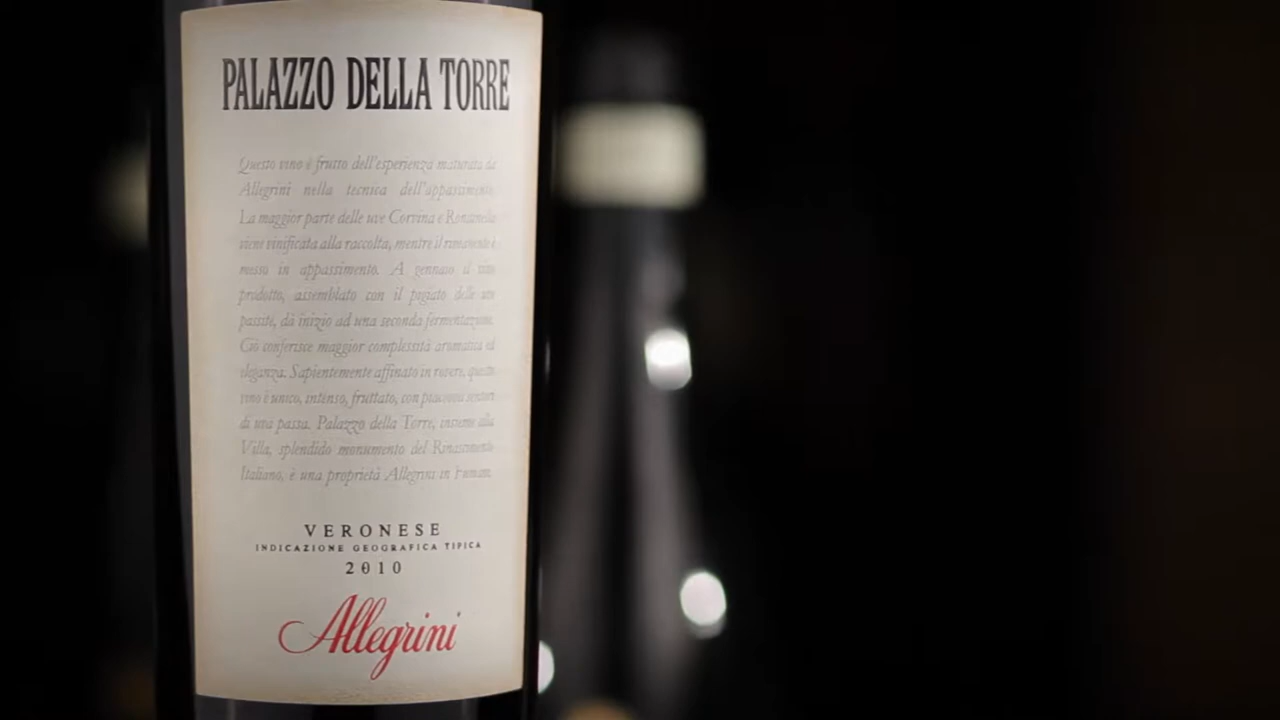 PALAZZO DELLA TORRE
Questo vino è frutto dell'esperienza maturata da
Allegrini nella tecnica dell'appassimento.
La maggior parte delle uve Corvina e Rondinella
viene vinificata alla raccolta, mentre il rimanente è
messo in appassimento. A gennaio il vino
prodotto, assemblato con il pigiato delle uve
passite, dà inizio ad una seconda fermentazione.
Ciò conferisce maggior complessità aromatica ed
eleganza. Sapientemente affinato in rovere, questo
vino è unico, intenso, fruttato, con piacevoli sentori
di uva passa. Palazzo della Torre, insieme alla
Villa, splendido monumento del Rinascimento
Italiano, è una proprietà Allegrini in Fumane.
VERONESE
INDICAZIONE GEOGRAFICA TIPICA
2010
Allegrini